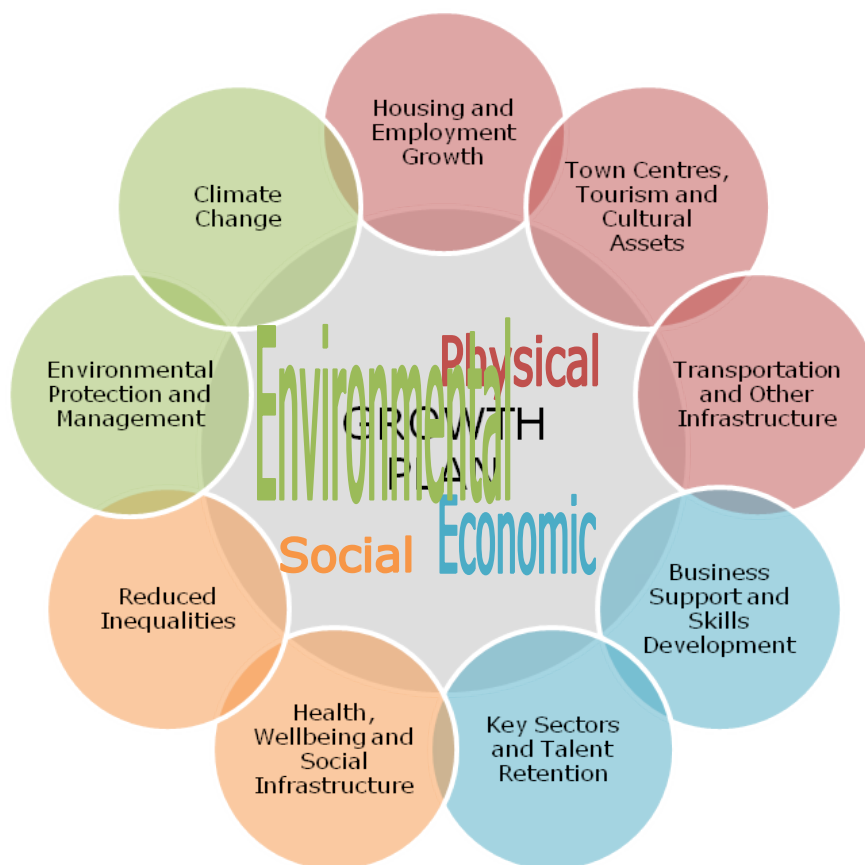 Housing and
Employment
Growth
Town Centres,
Tourism and
Cultural
Assets
Transportation
and Other
Infrastructure
Business
Support and
Skills
Development
Key Sectors
and Talent
Retention
Health,
Wellbeing and
Social
Infrastructure
Reduced
Inequalities
Environmental
Protection and
Management
Climate
Change
Environmental
Physical
GROWTH
PLAN
Social
Economic